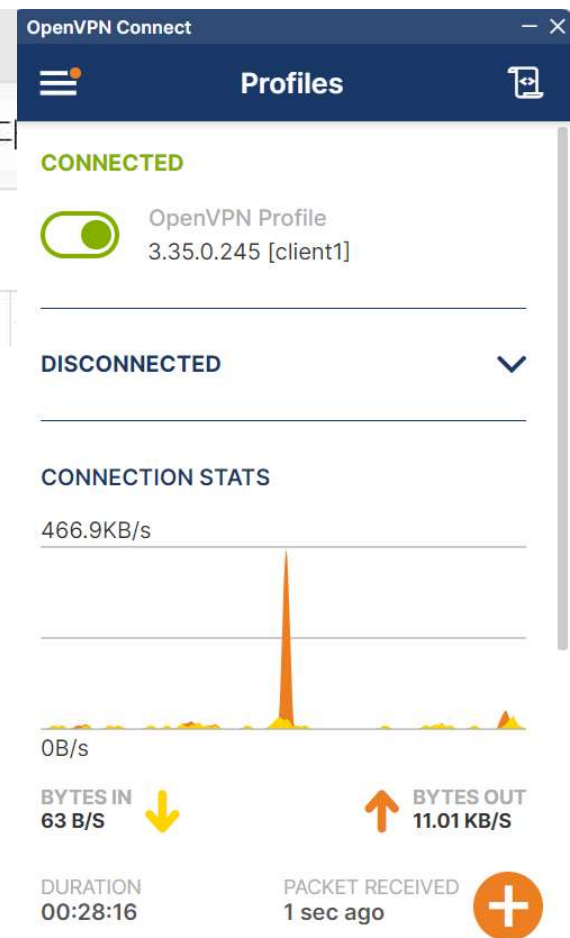 OpenVPN Connect
Profiles
CONNECTED
OpenVPN Profile
3.35.0.245 [client1]
DISCONNECTED
CONNECTION STATS
466.9KB/s
0B/s
BYTES IN
63 B/S
BYTES OUT
11.01 KB/S
DURATION
00:28:16
PACKET RECEIVED
1 sec ago